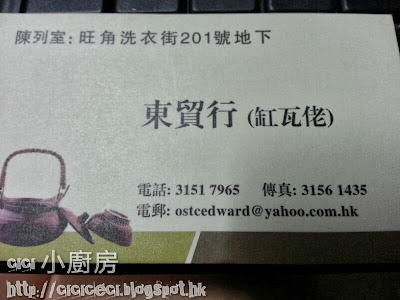 陳列室: 旺角洗衣街201號地下
東貿行 (缸瓦佬)
電話: 3151 7965 傳真: 3156 1435
電郵: ostcedward@yahoo.com.hk
cici 小廚房
http://cicicieci.blogspot.hk